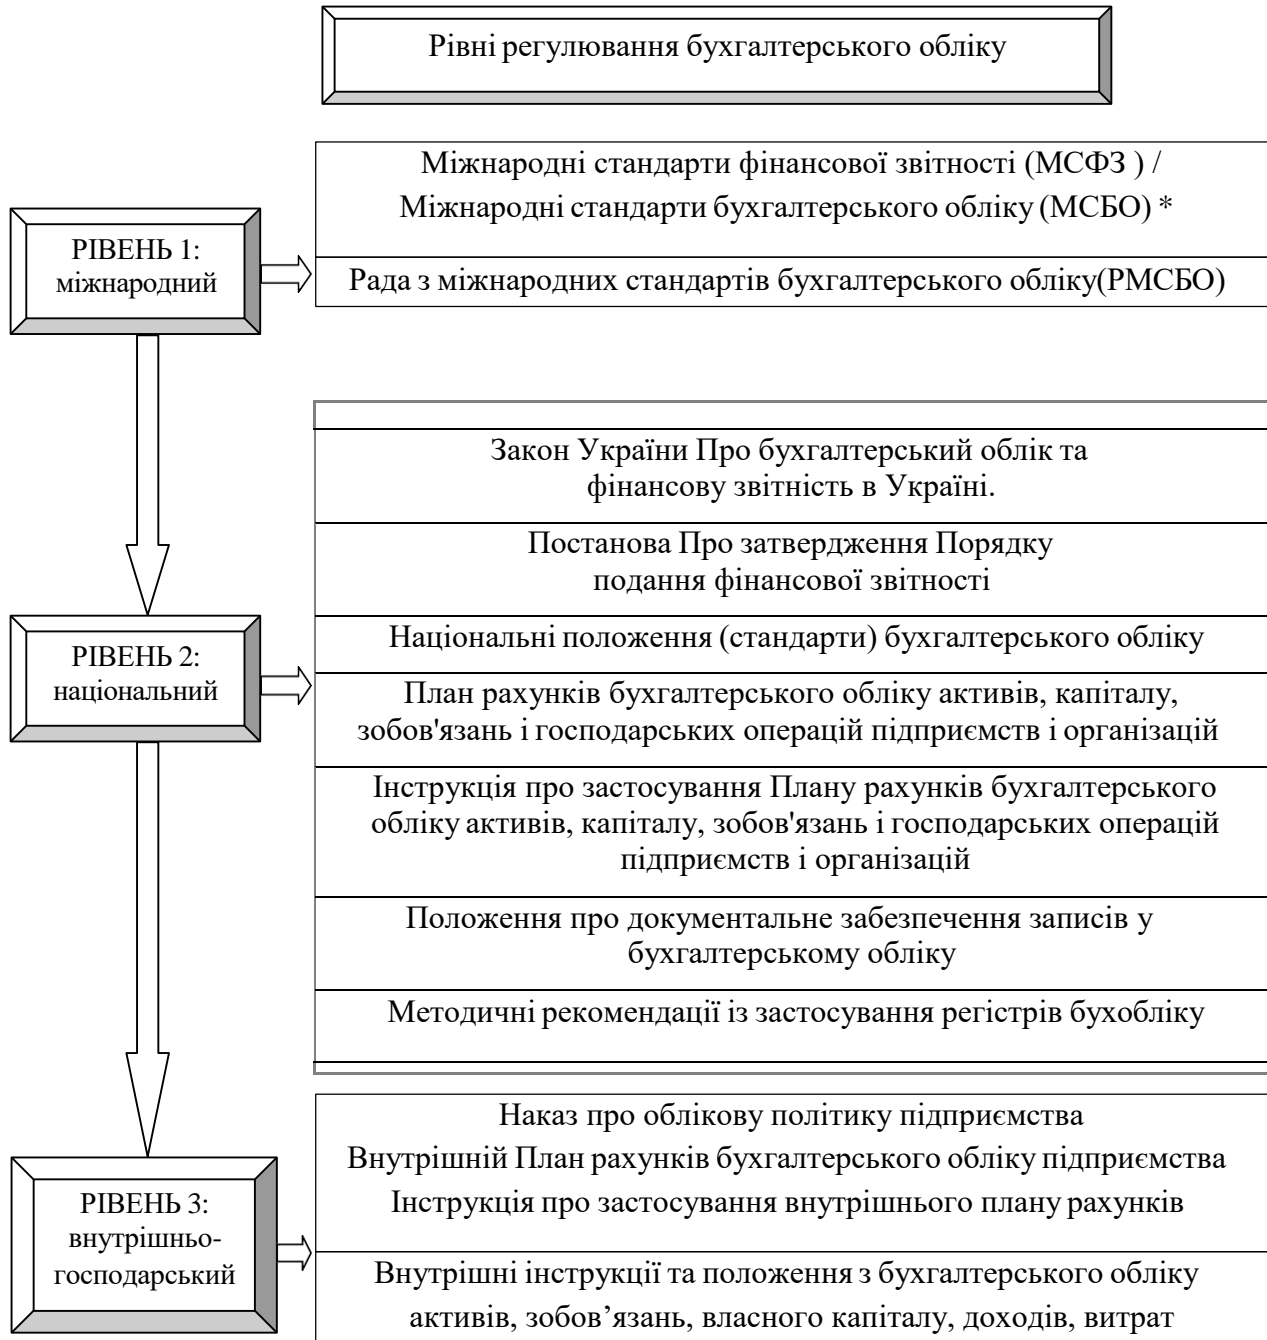 Рівні регулювання бухгалтерського обліку
Міжнародні стандарти фінансової звітності (МСФЗ ) /
Міжнародні стандарти бухгалтерського обліку (МСБО) *
РІВЕНЬ 1:
міжнародний
Рада з міжнародних стандартів бухгалтерського обліку(РМСБО)
Закон України Про бухгалтерський облік та
фінансову звітність в Україні.
Постанова Про затвердження Порядку
подання фінансової звітності
РІВЕНЬ 2:
національний
Національні положення (стандарти) бухгалтерського обліку
План рахунків бухгалтерського обліку активів, капіталу,
зобов'язань і господарських операцій підприємств і організацій
Інструкція про застосування Плану рахунків бухгалтерського
обліку активів, капіталу, зобов'язань і господарських операцій
підприємств і організацій
Положення про документальне забезпечення записів у
бухгалтерському обліку
Методичні рекомендації із застосування регістрів бухобліку
РІВЕНЬ 3:
внутрішньо-
господарський
Наказ про облікову політику підприємства
Внутрішній План рахунків бухгалтерського обліку підприємства
Інструкція про застосування внутрішнього плану рахунків
Внутрішні інструкції та положення з бухгалтерського обліку
активів, зобов’язань, власного капіталу, доходів, витрат